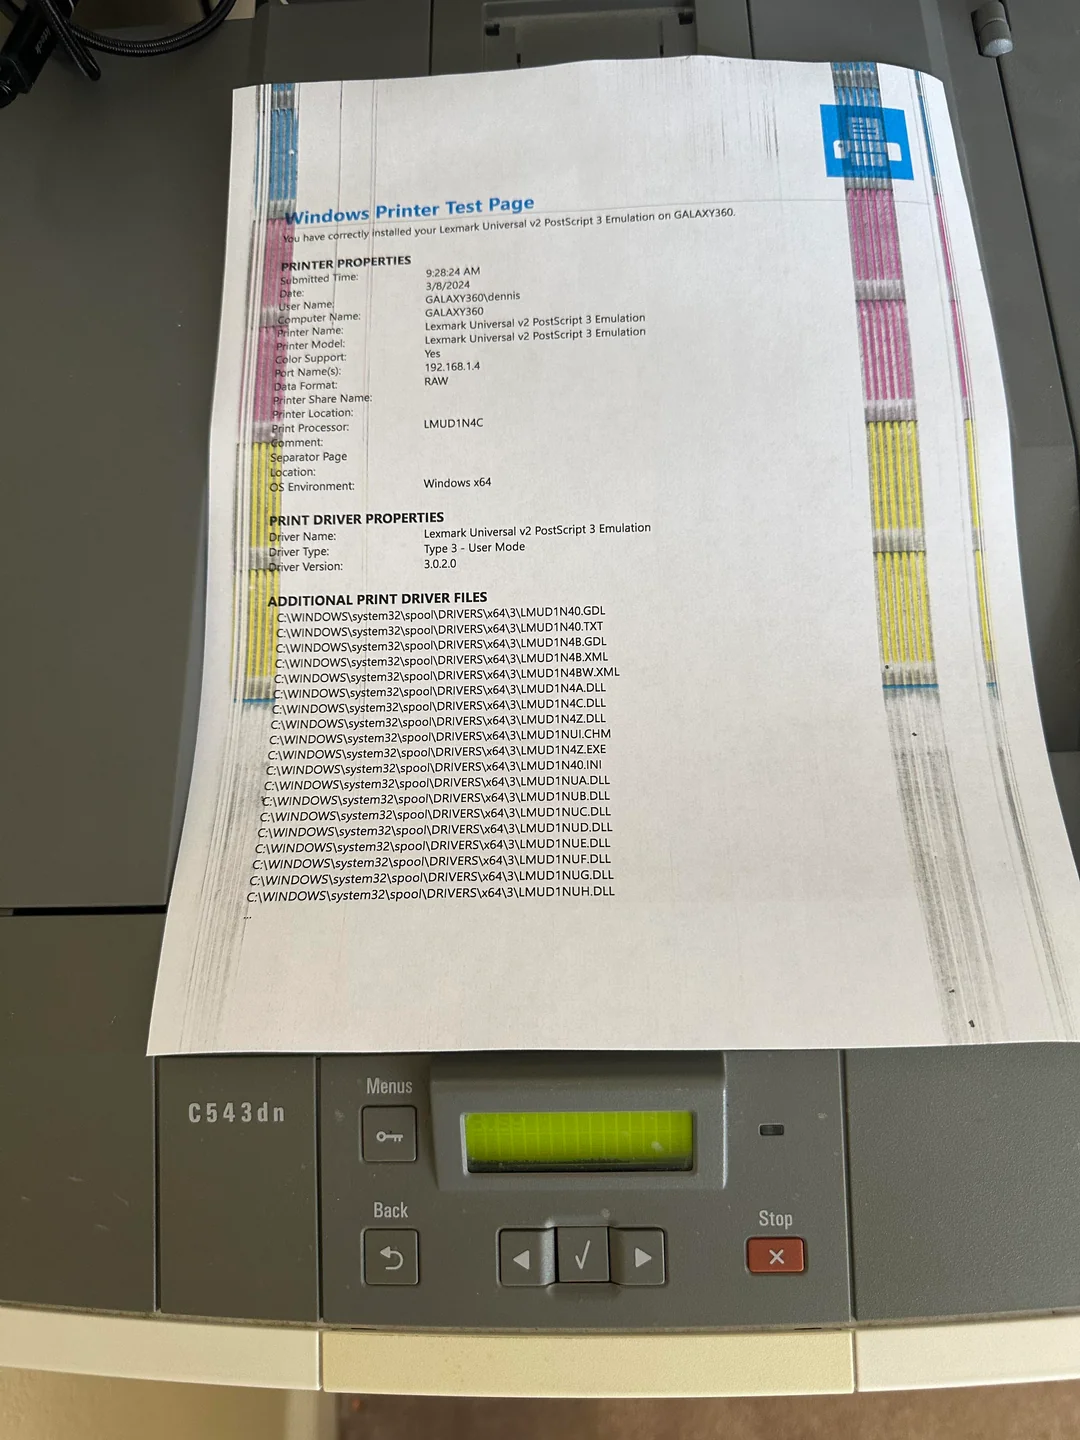 Windows Printer Test Page
You have correctly installed your Lexmark Universal v2 PostScript 3 Emulation on GALAXY360.
PRINTER PROPERTIES
Submitted Time: 9:28:24 AM
Date: 3/8/2024
User Name: GALAXY360\dennis
Computer Name: GALAXY360
Printer Name: Lexmark Universal v2 PostScript 3 Emulation
Printer Model: Lexmark Universal v2 PostScript 3 Emulation
Color Support: Yes
Port Name(s): 192.168.1.4
Data Format: RAW
Printer Share Name:
Printer Location:
Print Processor: LMUD1N4C
Comment:
Separator Page
Location:
OS Environment: Windows x64
PRINT DRIVER PROPERTIES
Driver Name: Lexmark Universal v2 PostScript 3 Emulation
Driver Type: Type 3 - User Mode
Driver Version: 3.0.2.0
ADDITIONAL PRINT DRIVER FILES
C:\WINDOWS\system32\spool\DRIVERS\x64\3\LMUD1N40.GDL
C:\WINDOWS\system32\spool\DRIVERS\x64\3\LMUD1N40.TXT
C:\WINDOWS\system32\spool\DRIVERS\x64\3\LMUD1N4B.GDL
C:\WINDOWS\system32\spool\DRIVERS\x64\3\LMUD1N4B.XML
C:\WINDOWS\system32\spool\DRIVERS\x64\3\LMUD1N4BW.XML
C:\WINDOWS\system32\spool\DRIVERS\x64\3\LMUD1N4A.DLL
C:\WINDOWS\system32\spool\DRIVERS\x64\3\LMUD1N4C.DLL
C:\WINDOWS\system32\spool\DRIVERS\x64\3\LMUD1N4Z.DLL
C:\WINDOWS\system32\spool\DRIVERS\x64\3\LMUD1NUI.CHM
C:\WINDOWS\system32\spool\DRIVERS\x64\3\LMUD1N4Z.EXE
C:\WINDOWS\system32\spool\DRIVERS\x64\3\LMUD1N40.INI
C:\WINDOWS\system32\spool\DRIVERS\x64\3\LMUD1NUA.DLL
C:\WINDOWS\system32\spool\DRIVERS\x64\3\LMUD1NUB.DLL
C:\WINDOWS\system32\spool\DRIVERS\x64\3\LMUD1NUC.DLL
C:\WINDOWS\system32\spool\DRIVERS\x64\3\LMUD1NUD.DLL
C:\WINDOWS\system32\spool\DRIVERS\x64\3\LMUD1NUE.DLL
C:\WINDOWS\system32\spool\DRIVERS\x64\3\LMUD1NUF.DLL
C:\WINDOWS\system32\spool\DRIVERS\x64\3\LMUD1NUG.DLL
C:\WINDOWS\system32\spool\DRIVERS\x64\3\LMUD1NUH.DLL
...
C543dn
Menus
Back
Stop